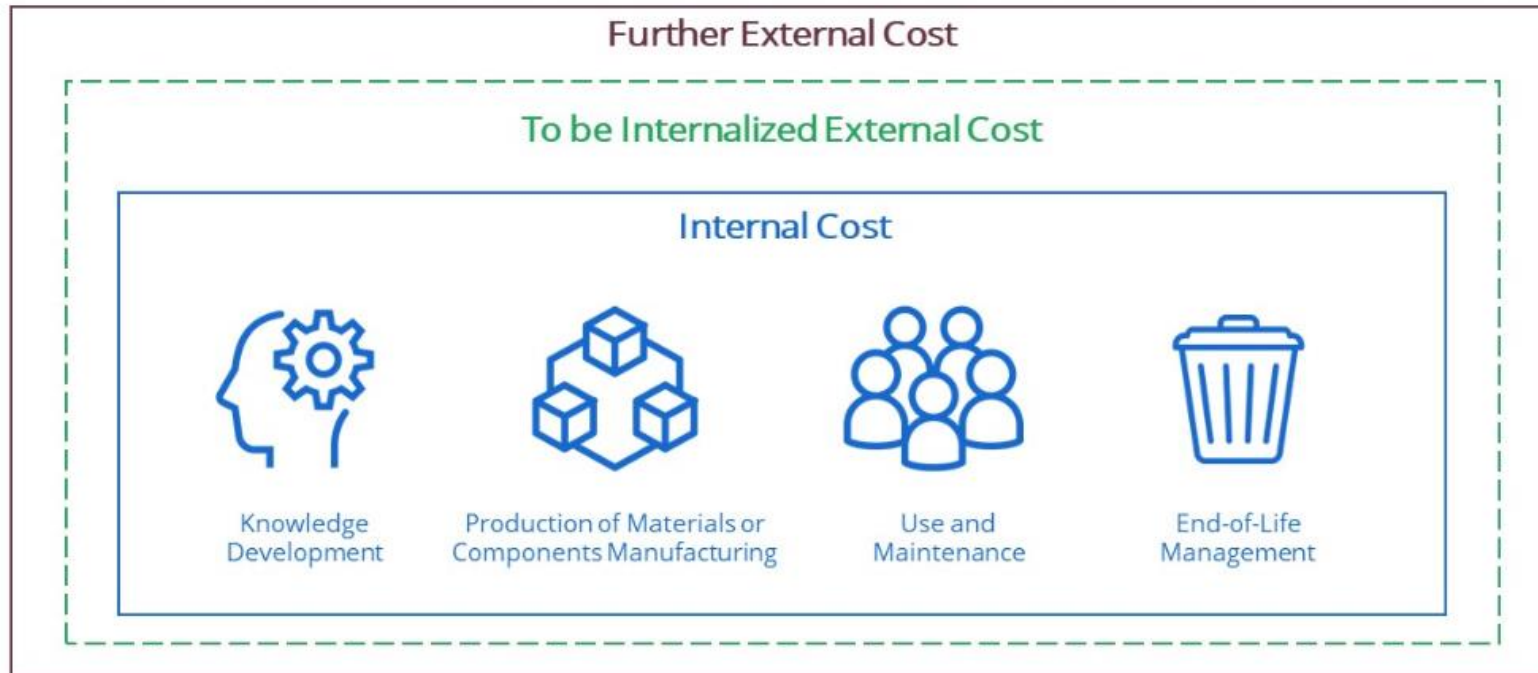 Further External Cost
To be Internalized External Cost
Internal Cost
Knowledge
Development
Production of Materials or
Components Manufacturing
Use and
Maintenance
End-of-Life
Management